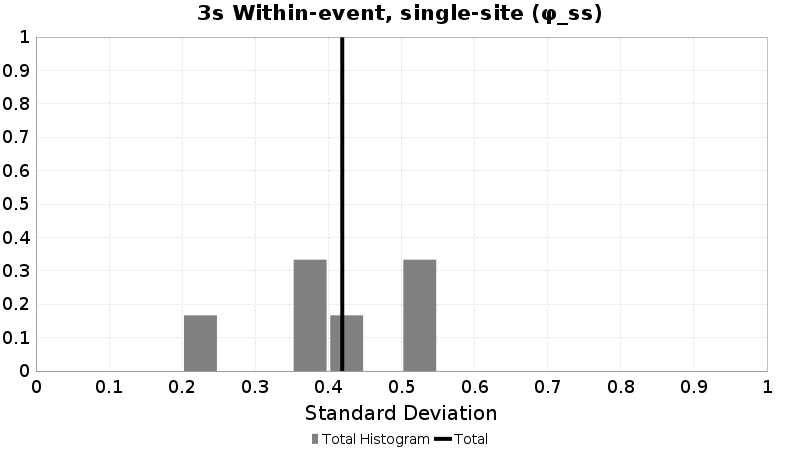 3s Within-event, single-site (φ_ss)
1
0.9
0.8
0.7
0.6
0.5
0.4
0.3
0.2
0.1
0
0 0.1 0.2 0.3 0.4 0.5 0.6 0.7 0.8 0.9 1
Standard Deviation
Total Histogram Total